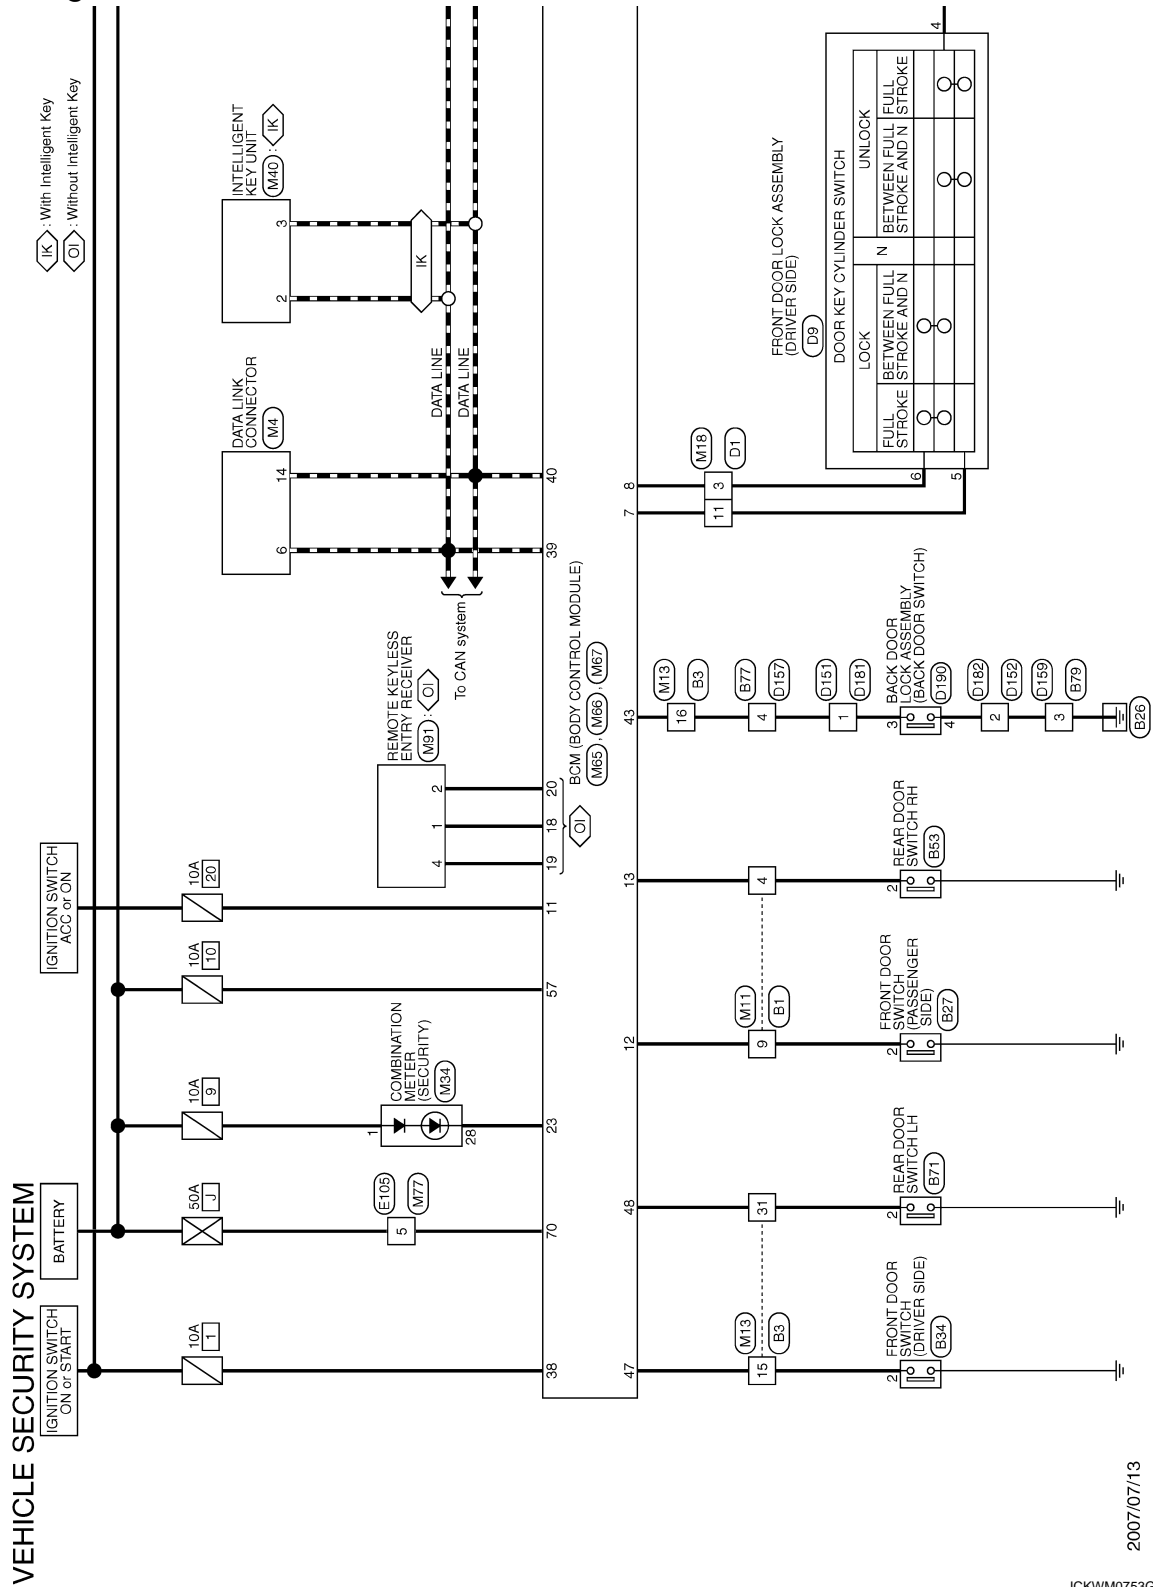 VEHICLE SECURITY SYSTEM
IK : With Intelligent Key
OI : Without Intelligent Key
IGNITION SWITCH
ON or START
BATTERY
IGNITION SWITCH
ACC or ON
10A
1
50A
J
10A
9
10A
10
10A
20
E105
M77
5
1
COMBINATION
METER
(SECURITY)
M34
28
REMOTE KEYLESS
ENTRY RECEIVER
M91 : OI
4
1
2
To CAN system
DATA LINK
CONNECTOR
M4
6
14
INTELLIGENT
KEY UNIT
M40 : IK
2
3
IK
DATA LINE
DATA LINE
38
70
23
57
11
19
18
20
39
40
OI
BCM (BODY CONTROL MODULE)
M65 , M66 , M67
47
48
12
13
43
7
8
M13
B3
15
31
M11
B1
9
4
M13
B3
16
B77
D157
4
D151
D181
1
M18
D1
11
3
2
FRONT DOOR
SWITCH
(DRIVER SIDE)
B34
2
REAR DOOR
SWITCH LH
B71
2
FRONT DOOR
SWITCH
(PASSENGER
SIDE)
B27
2
REAR DOOR
SWITCH RH
B53
3
BACK DOOR
LOCK ASSEMBLY
(BACK DOOR SWITCH)
D190
4
D182
D152
2
D159
B79
3
B26
FRONT DOOR LOCK ASSEMBLY
(DRIVER SIDE)
D9
DOOR KEY CYLINDER SWITCH
LOCK
N
UNLOCK
FULL
STROKE
BETWEEN FULL
STROKE AND N
BETWEEN FULL
STROKE AND N
FULL
STROKE
6
5
4
2007/07/13
JCKWM0753G